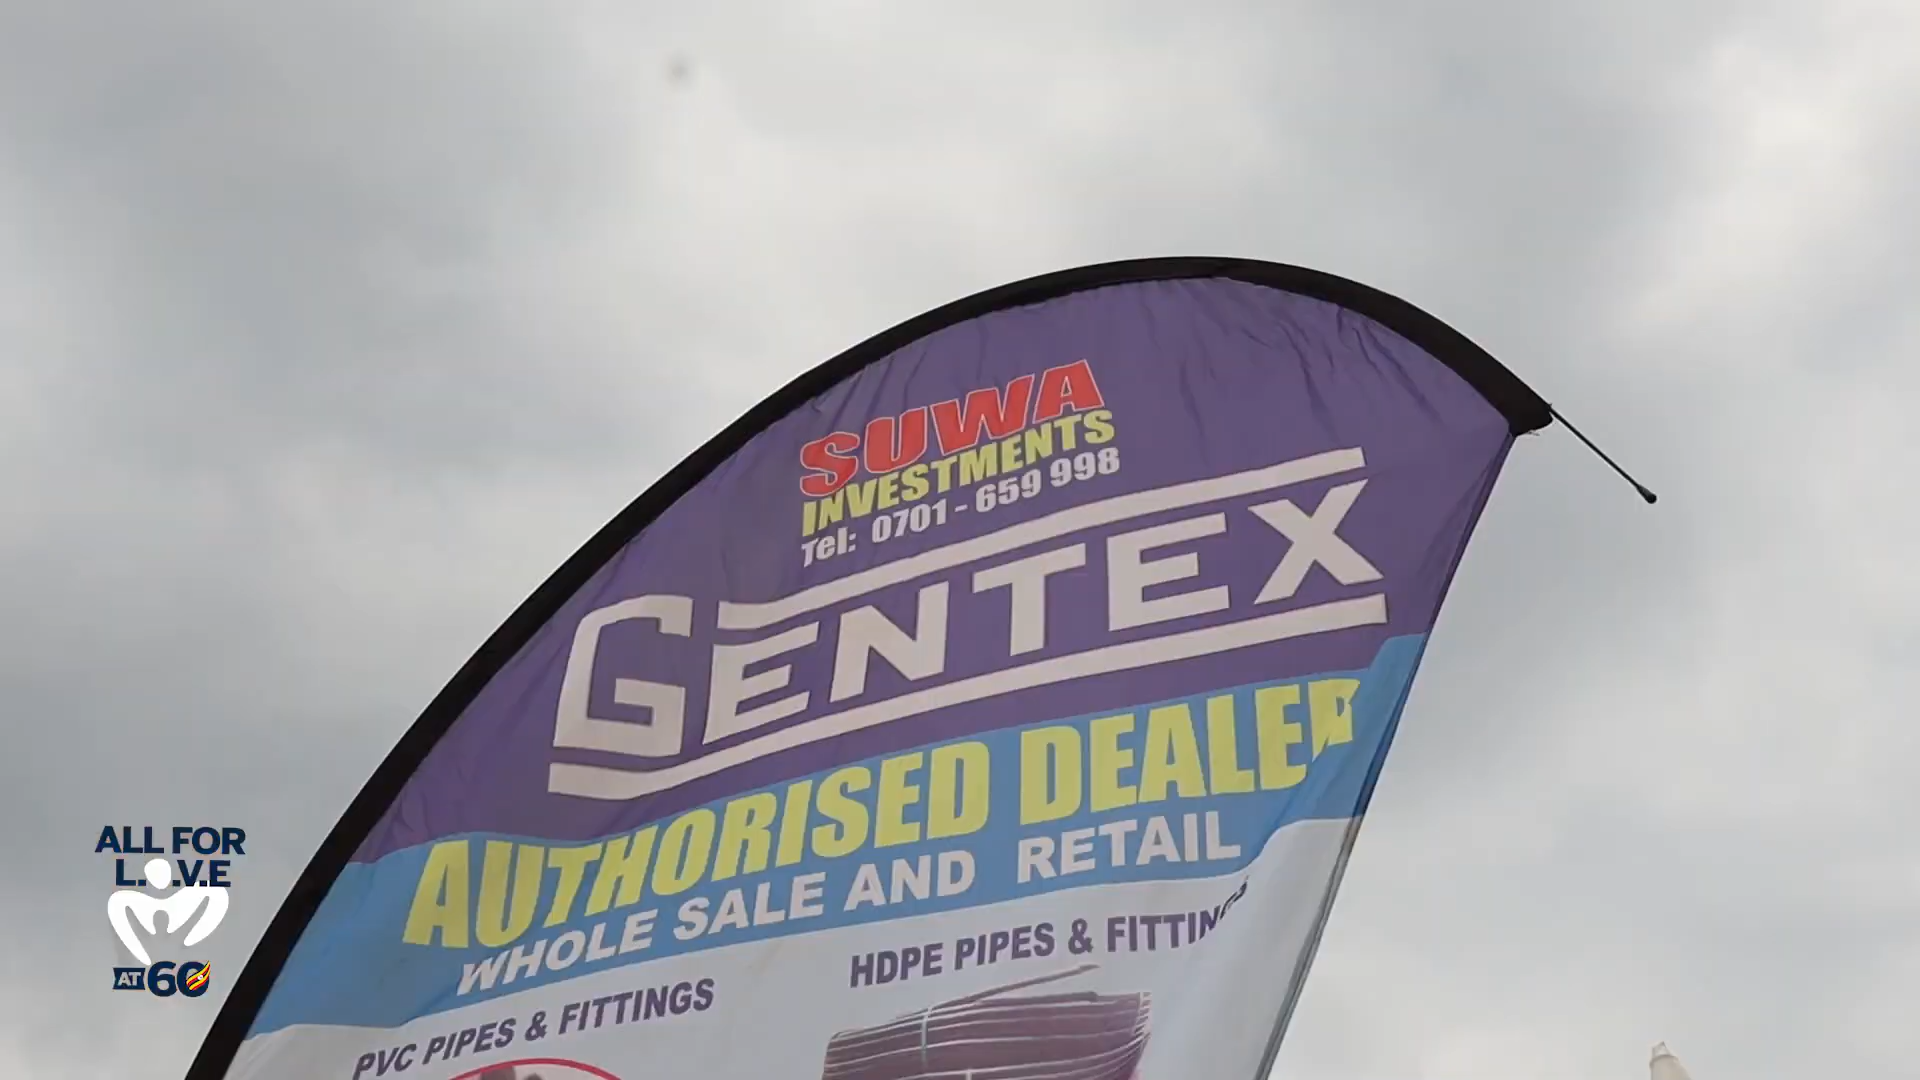 SUWA
INVESTMENTS
Tel: 0701 - 659 998
GENTEX
AUTHORISED DEALER
WHOLE SALE AND RETAIL
HDPE PIPES & FITTINGS
PVC PIPES & FITTINGS
ALL FOR
L.O.V.E
AT 60